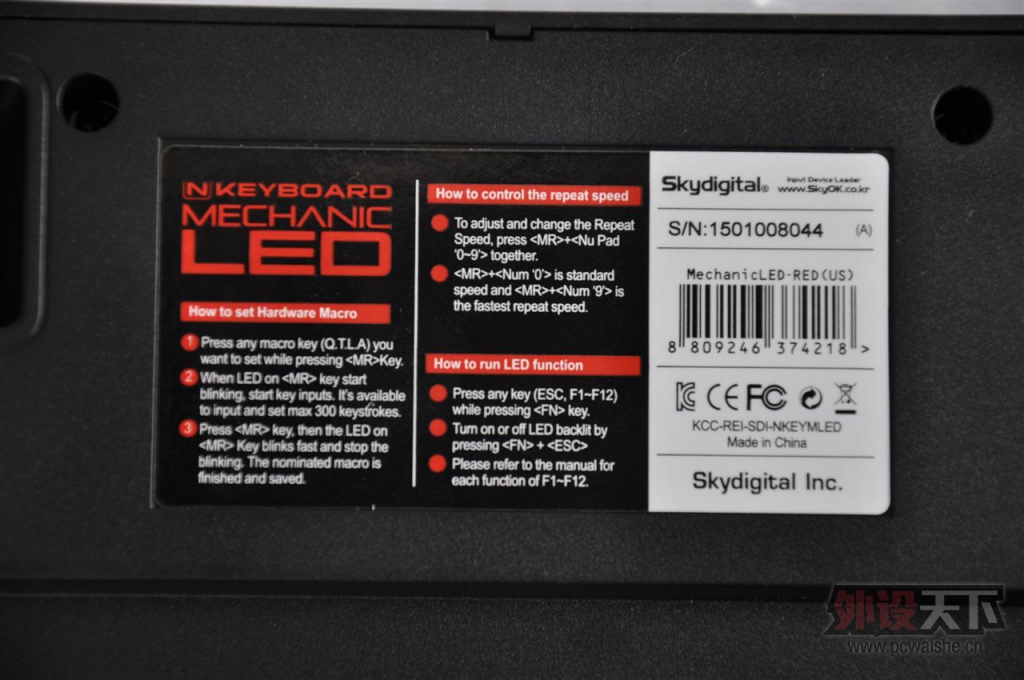 N KEYBOARD
MECHANIC
LED
How to set Hardware Macro
1 Press any macro key (Q.T.L.A) you
want to set while pressing <MR>Key.
2 When LED on <MR> key start
blinking, start key inputs. It's available
to input and set max 300 keystrokes.
3 Press <MR> key, then the LED on
<MR> Key blinks fast and stop the
blinking. The nominated macro is
finished and saved.
How to control the repeat speed
To adjust and change the Repeat
Speed, press <MR>+<Nu Pad
'0~9'> together.
<MR>+<Num '0'> is standard
speed and <MR>+<Num '9'> is
the fastest repeat speed.
How to run LED function
Press any key (ESC, F1~F12)
while pressing <FN> key.
Turn on or off LED backlit by
pressing <FN> + <ESC>
Please refer to the manual for
each function of F1~F12.
Skydigital®
Input Device Leader
www.SkyOK.co.kr
S/N:1501008044 (A)
MechanicLED-RED(US)
8 809246 374218 >
CE FC
KCC-REI-SDI-NKEYMLED
Made in China
Skydigital Inc.
外设天下
www.pcwaishe.cn